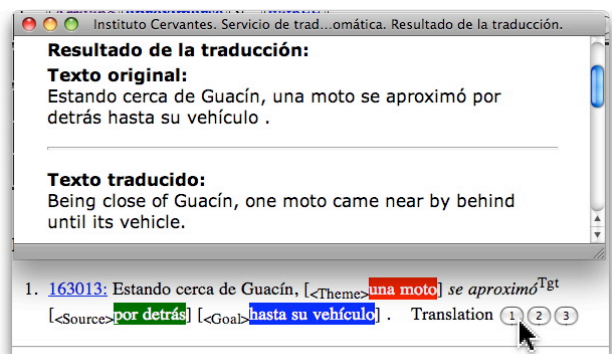 Instituto Cervantes. Servicio de trad...omática. Resultado de la traducción.
Resultado de la traducción:
Texto original:
Estando cerca de Guacín, una moto se aproximó por
detrás hasta su vehículo .
Texto traducido:
Being close of Guacín, one moto came near by behind
until its vehicle.
1. 163013: Estando cerca de Guacín, [<Theme>una moto] se aproximóTgt
[<Source>por detrás] [<Goal>hasta su vehículo] . Translation 1 2 3